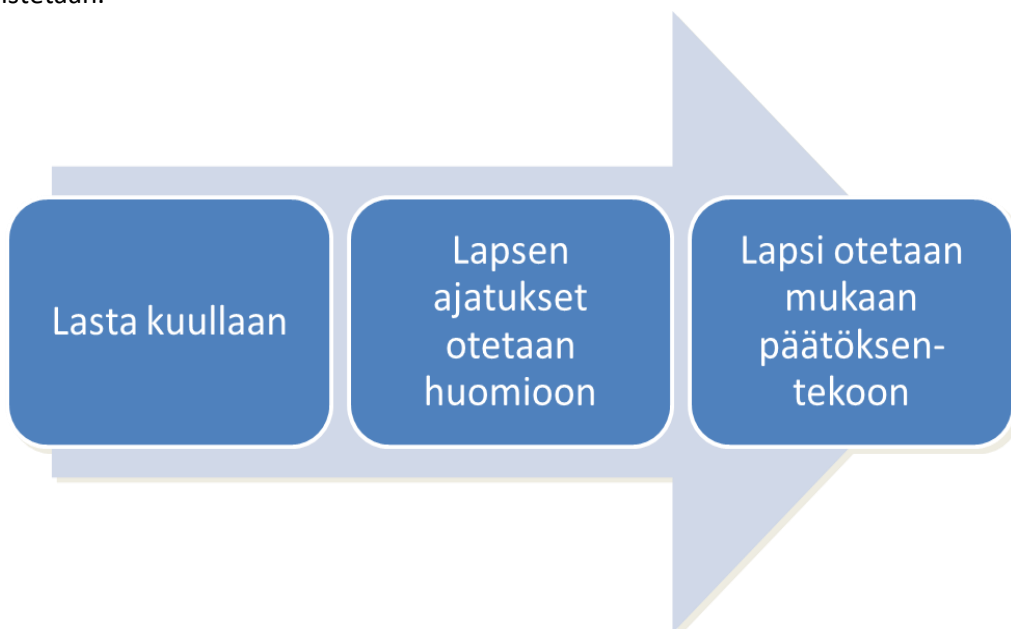 Lasta kuullaan
Lapsen
ajatukset
otetaan
huomioon
Lapsi otetaan
mukaan
päätöksen-
tekoon